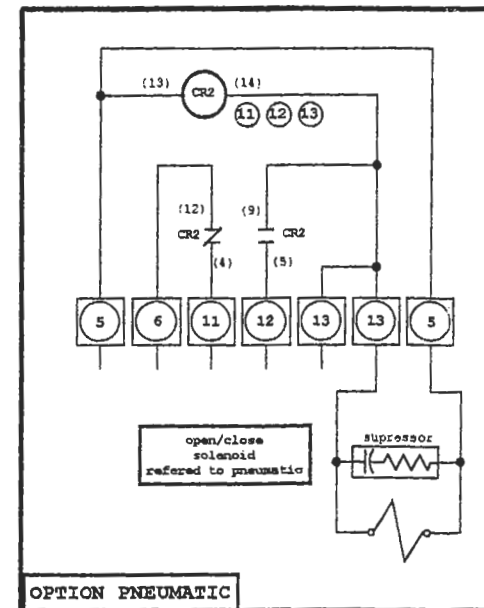 (13) CR2 (14)
11 12 13
(12) (9)
CR2 CR2
(4) (5)
5 6 11 12 13 13 5
supressor
open/close
solanoid
refered to pneumatic
OPTION PNEUMATIC